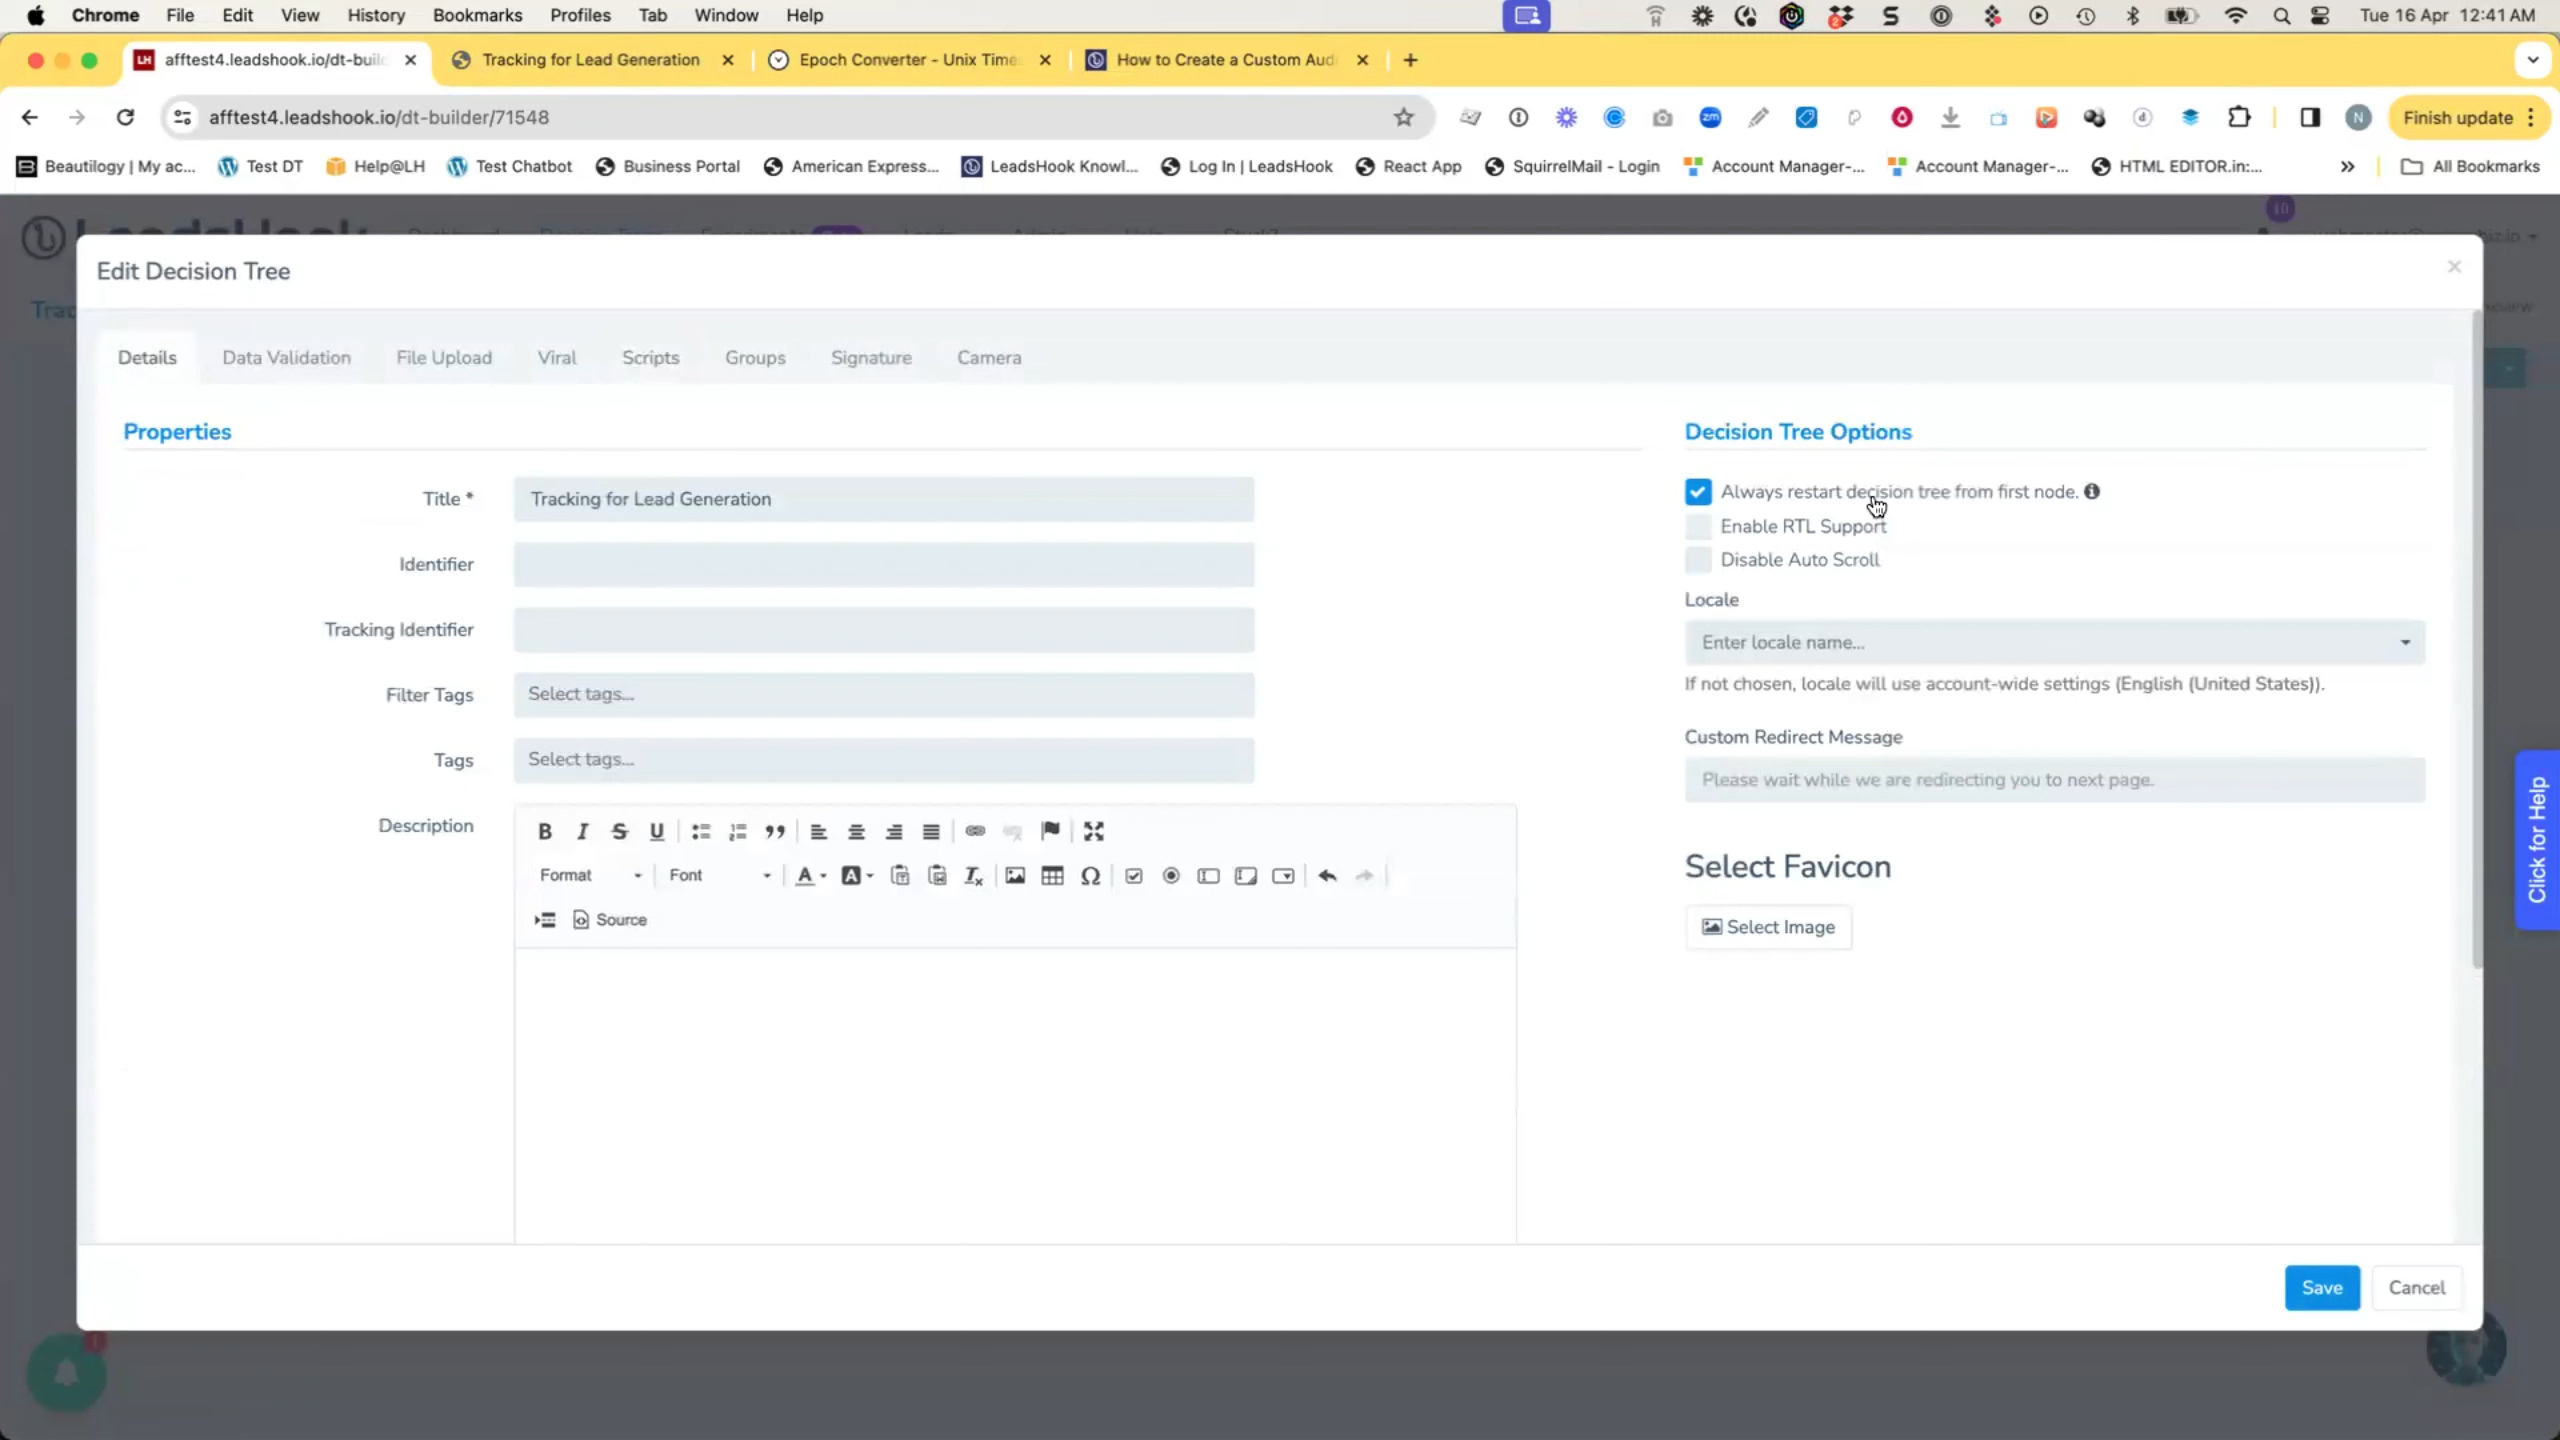 Chrome File Edit View History Bookmarks Profiles Tab Window Help Tue 16 Apr 12:41 AM
LH afftest4.leadshook.io/dt-buil Tracking for Lead Generation Epoch Converter - Unix Time How to Create a Custom Aud
afftest4.leadshook.io/dt-builder/71548 zm N Finish update
Beautilogy | My ac... Test DT Help@LH Test Chatbot Business Portal American Express... LeadsHook Knowl... Log In | LeadsHook React App SquirrelMail - Login Account Manager-... Account Manager-... HTML EDITOR.in:... » All Bookmarks
Edit Decision Tree
Details Data Validation File Upload Viral Scripts Groups Signature Camera
Properties
Title *
Tracking for Lead Generation
Identifier
Tracking Identifier
Filter Tags
Select tags...
Tags
Select tags...
Description
Format Font
Source
Decision Tree Options
Always restart decision tree from first node.
Enable RTL Support
Disable Auto Scroll
Locale
Enter locale name...
If not chosen, locale will use account-wide settings (English (United States)).
Custom Redirect Message
Please wait while we are redirecting you to next page.
Select Favicon
Select Image
Click for Help
Save Cancel